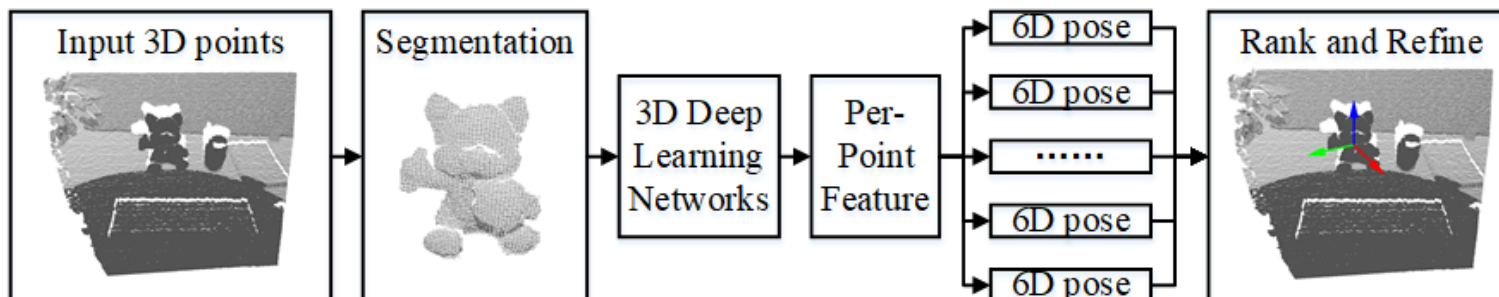 Input 3D points
Segmentation
3D Deep
Learning
Networks
Per-
Point
Feature
6D pose
6D pose
......
6D pose
6D pose
Rank and Refine